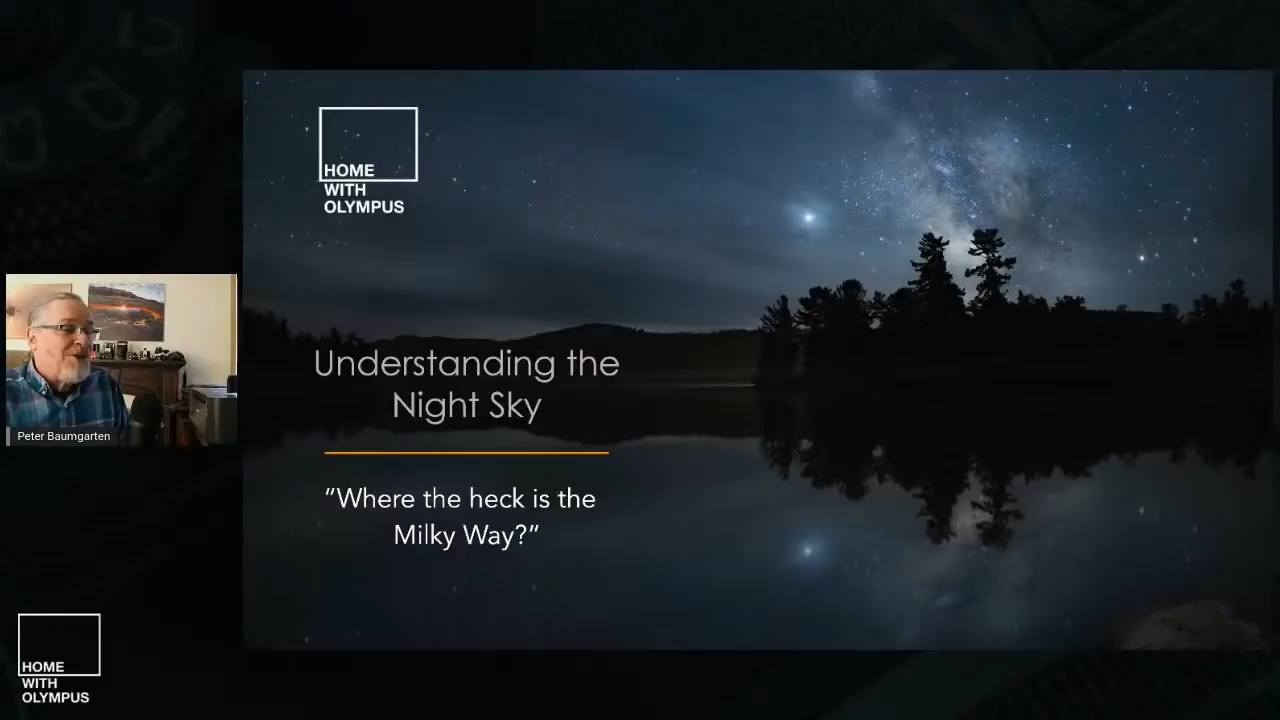 HOME
WITH
OLYMPUS
Understanding the
Night Sky
“Where the heck is the
Milky Way?”
Peter Baumgarten
HOME
WITH
OLYMPUS